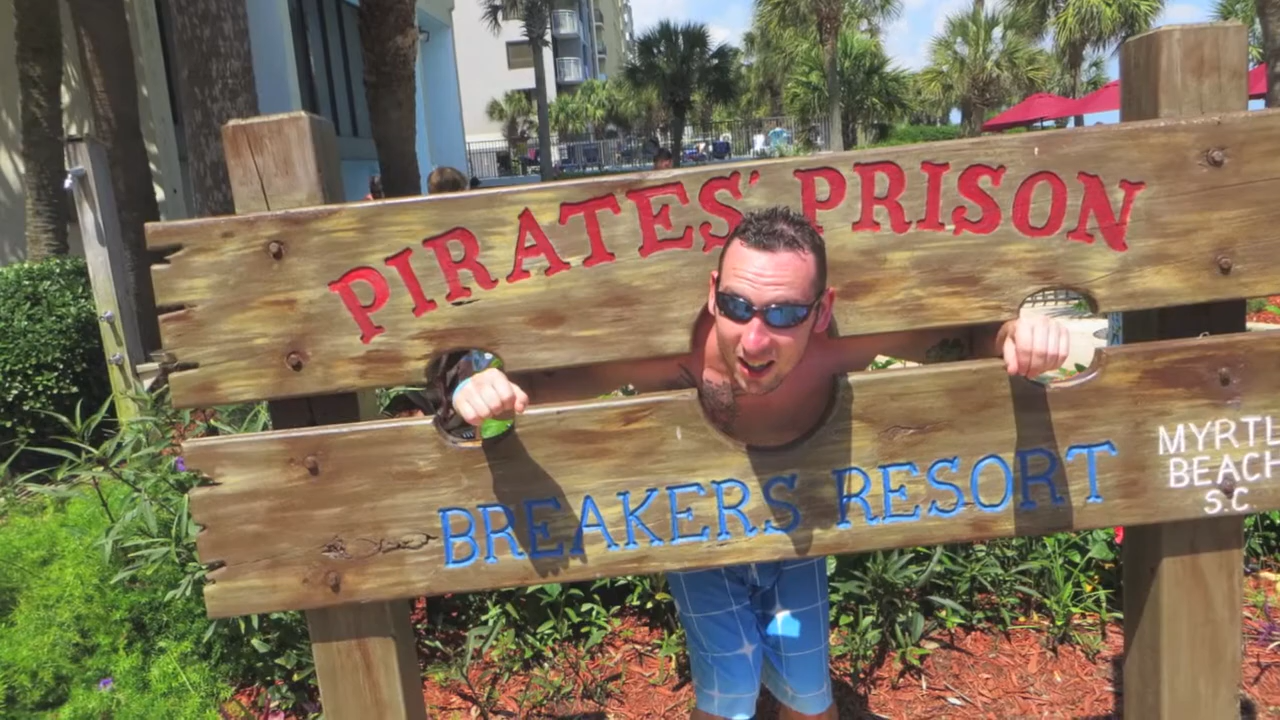 PIRATES' PRISON
BREAKERS RESORT
MYRTL
BEACH
S.C